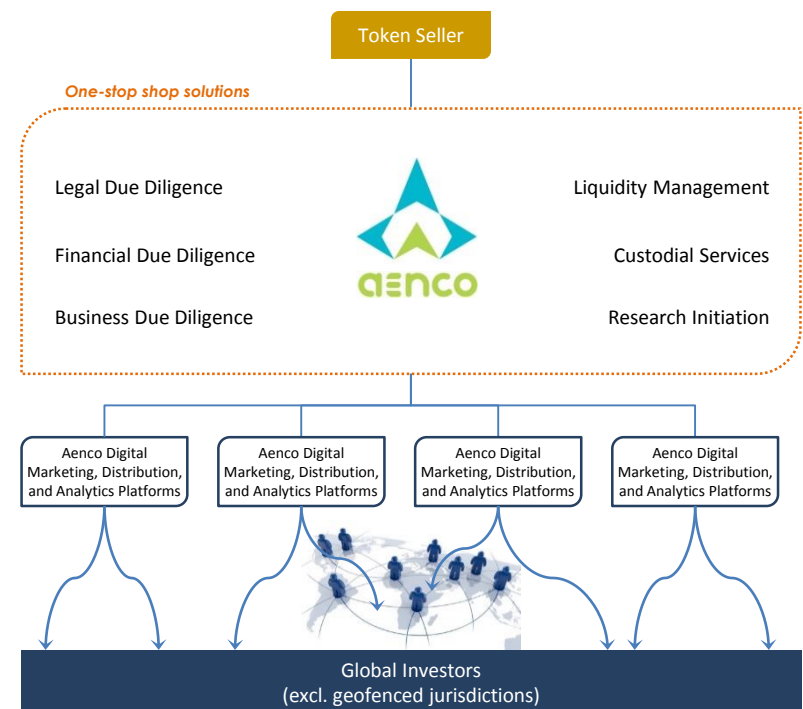 Token Seller
One-stop shop solutions
Legal Due Diligence
Liquidity Management
Financial Due Diligence
Custodial Services
aenco
Business Due Diligence
Research Initiation
Aenco Digital
Marketing, Distribution,
and Analytics Platforms
Aenco Digital
Marketing, Distribution,
and Analytics Platforms
Aenco Digital
Marketing, Distribution,
and Analytics Platforms
Aenco Digital
Marketing, Distribution,
and Analytics Platforms
Global Investors
(excl. geofenced jurisdictions)